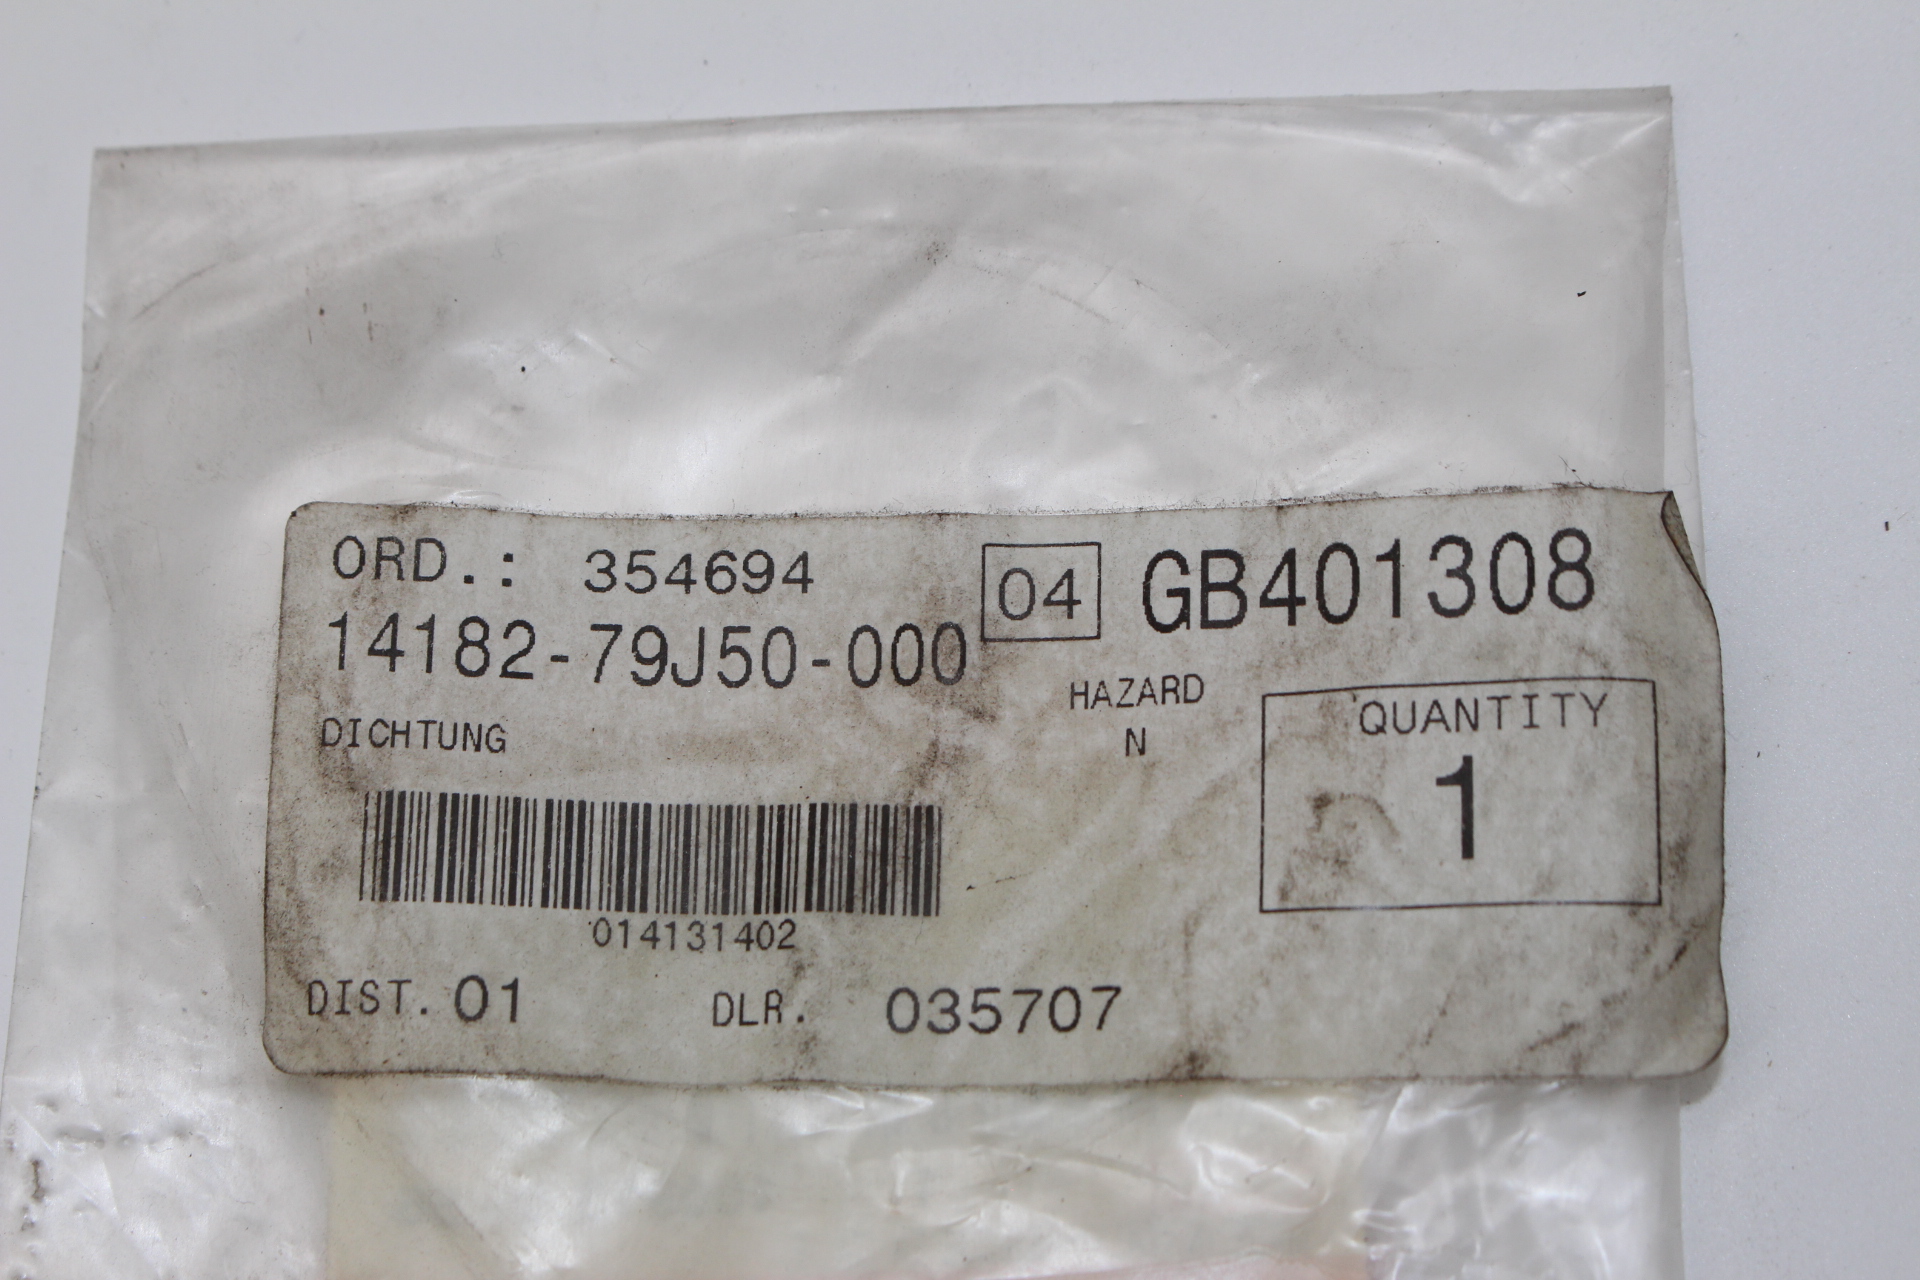 ORD.: 354694 04 GB401308
14182-79J50-000
HAZARD
DICHTUNG
N
QUANTITY
1
014131402
DIST. 01 DLR. 035707